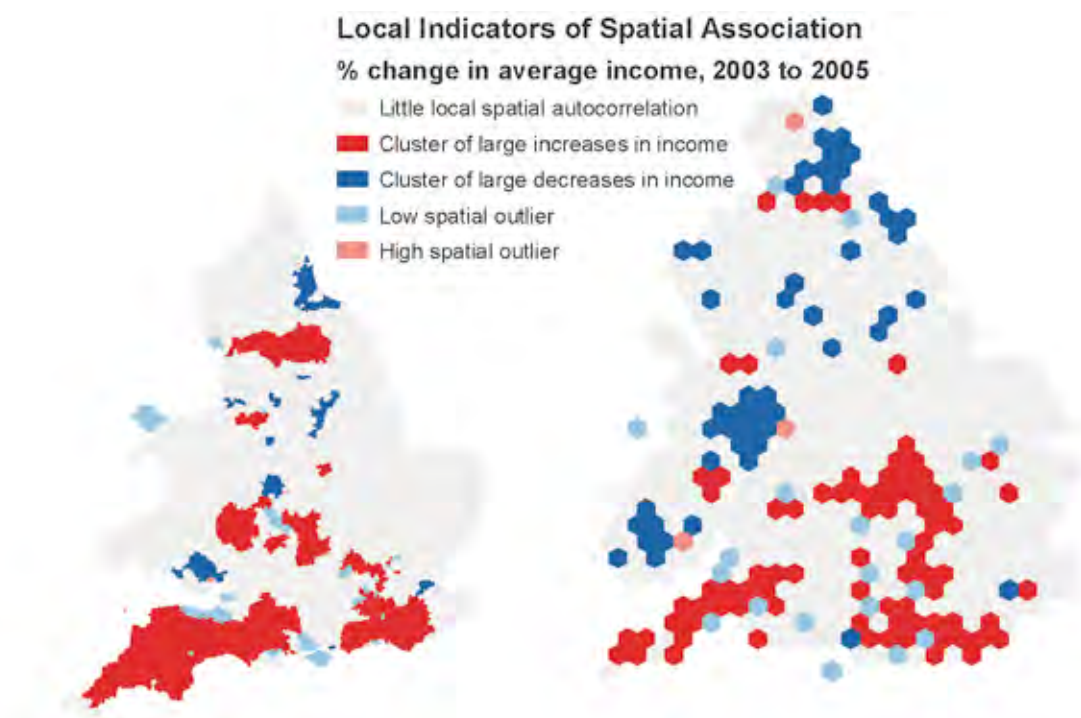 Local Indicators of Spatial Association
% change in average income, 2003 to 2005
Little local spatial autocorrelation
Cluster of large increases in income
Cluster of large decreases in income
Low spatial outlier
High spatial outlier